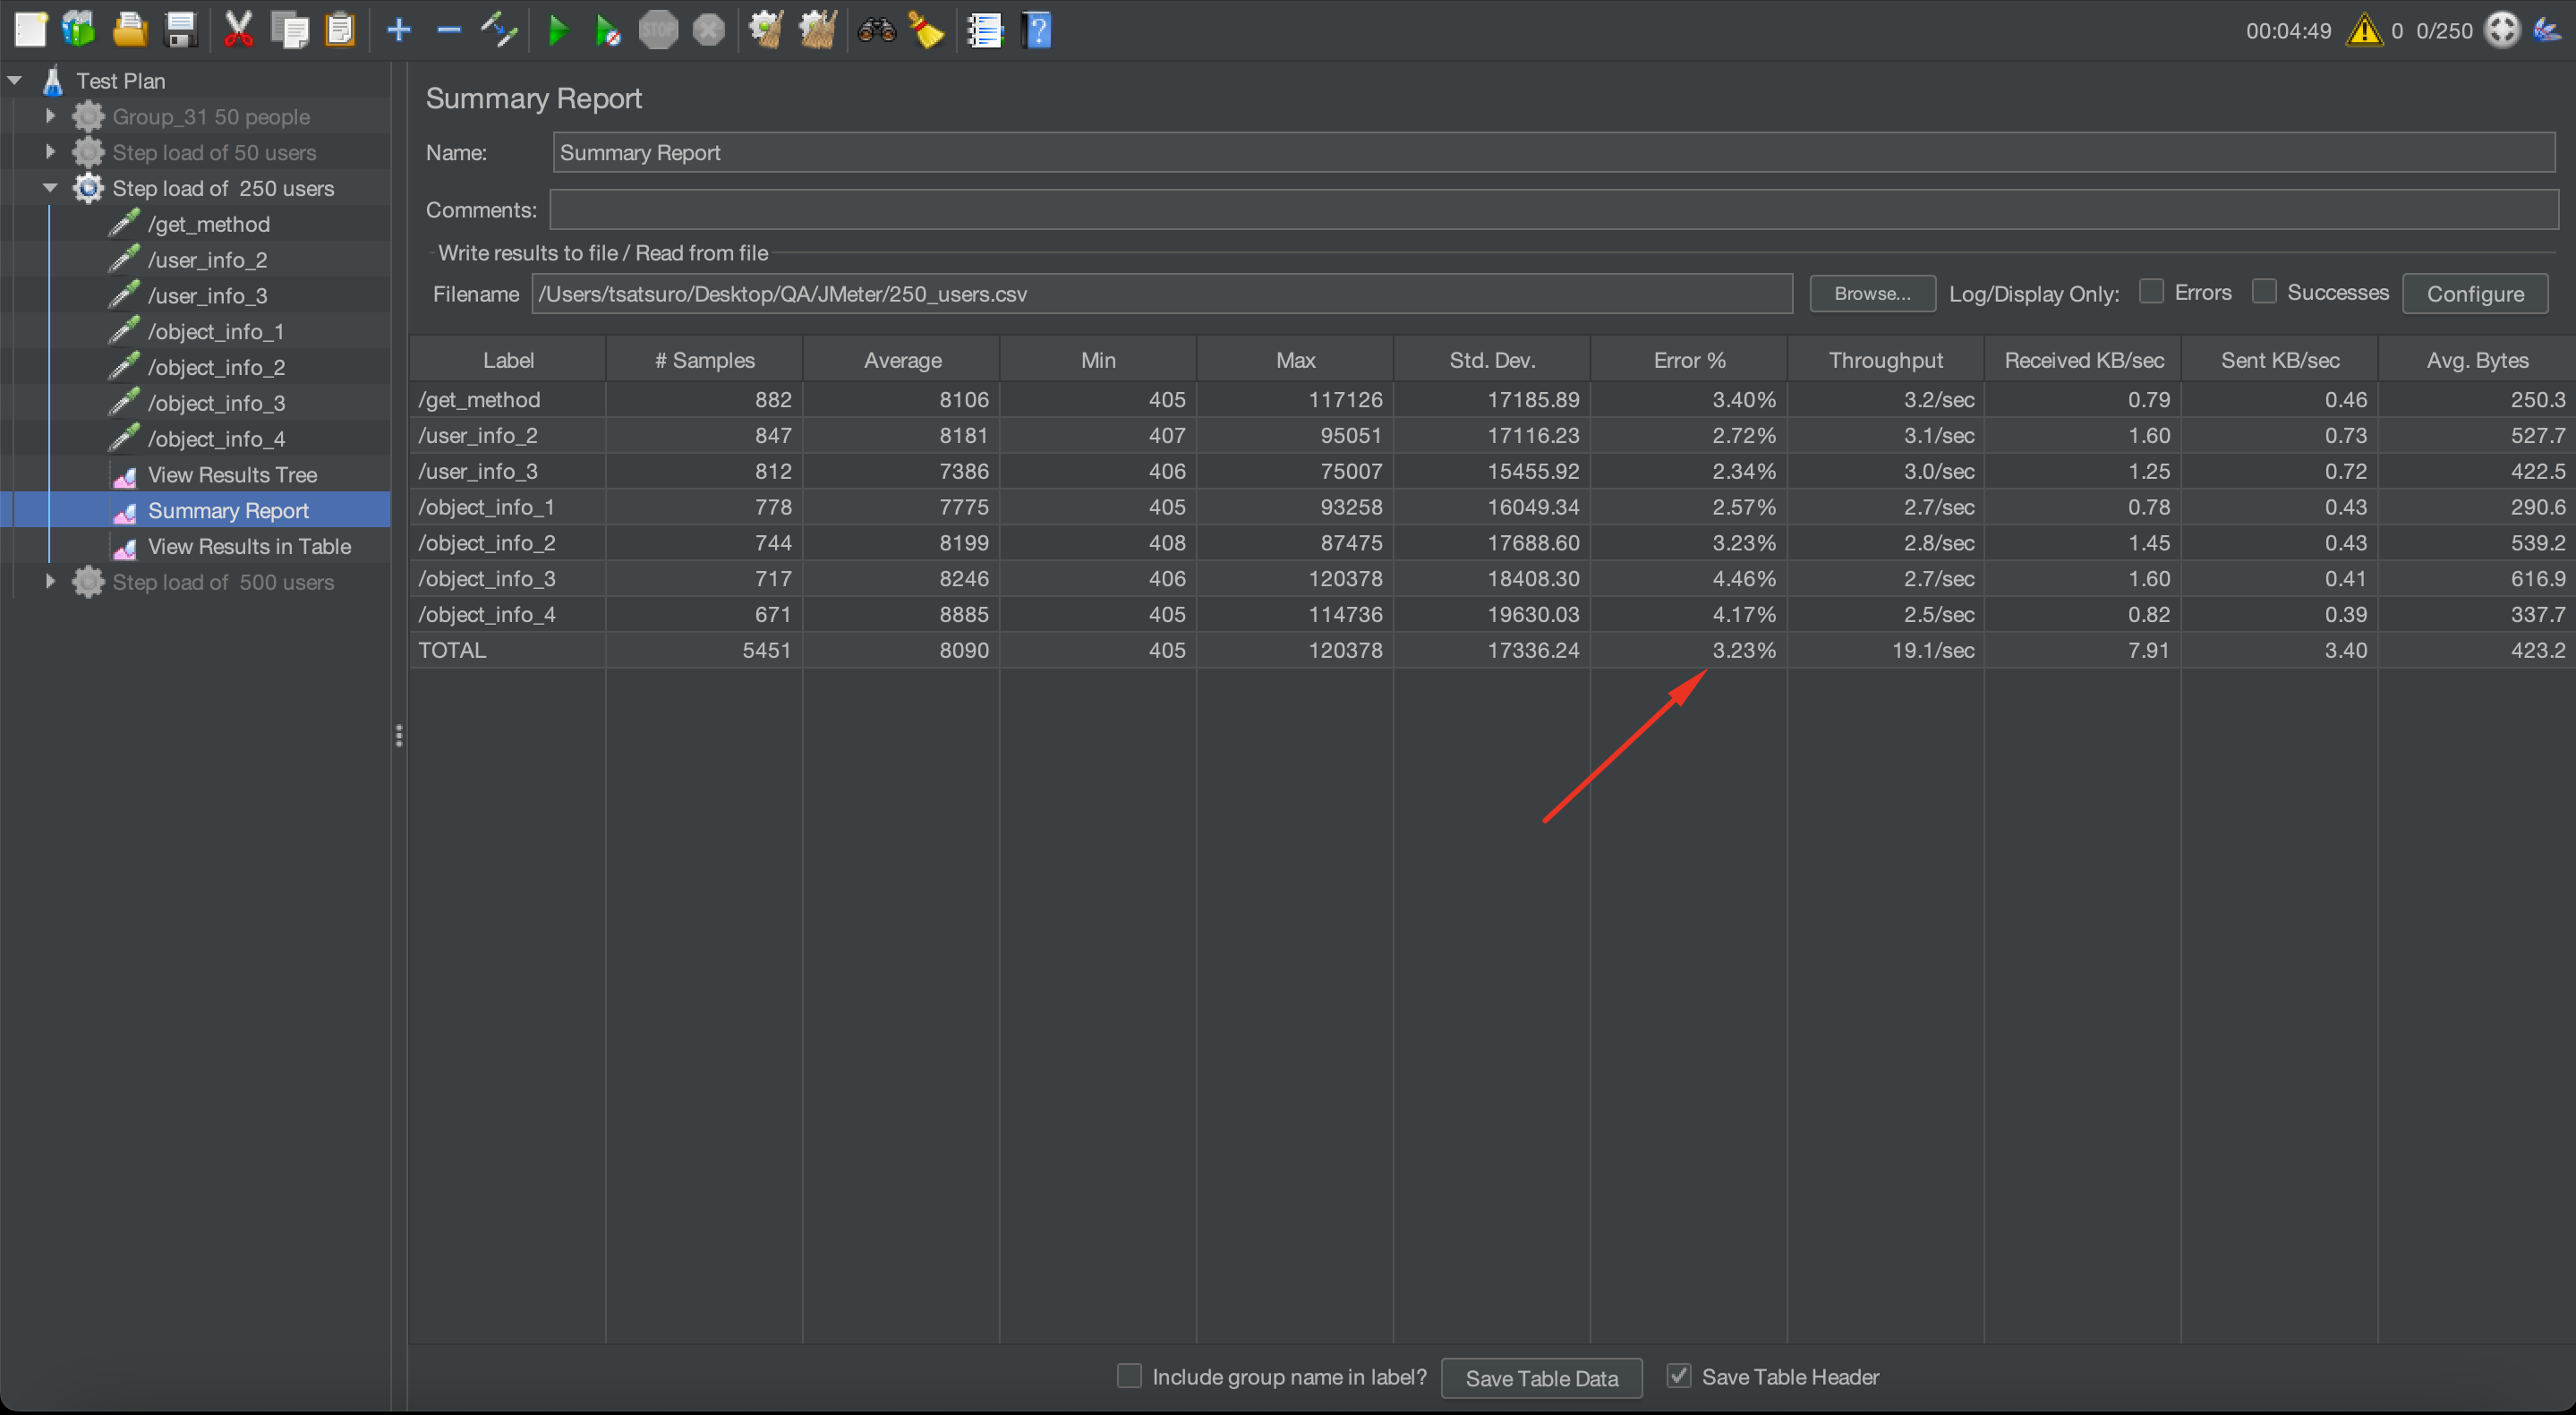 00:04:49 0 0/250
Test Plan
Group_31 50 people
Step load of 50 users
Step load of  250 users
/get_method
/user_info_2
/user_info_3
/object_info_1
/object_info_2
/object_info_3
/object_info_4
View Results Tree
Summary Report
View Results in Table
Step load of  500 users
Summary Report
Name: Summary Report
Comments:
Write results to file / Read from file
Filename /Users/tsatsuro/Desktop/QA/JMeter/250_users.csv Browse... Log/Display Only: Errors Successes Configure
Label # Samples Average Min Max Std. Dev. Error % Throughput Received KB/sec Sent KB/sec Avg. Bytes
/get_method 882 8106 405 117126 17185.89 3.40% 3.2/sec 0.79 0.46 250.3
/user_info_2 847 8181 407 95051 17116.23 2.72% 3.1/sec 1.60 0.73 527.7
/user_info_3 812 7386 406 75007 15455.92 2.34% 3.0/sec 1.25 0.72 422.5
/object_info_1 778 7775 405 93258 16049.34 2.57% 2.7/sec 0.78 0.43 290.6
/object_info_2 744 8199 408 87475 17688.60 3.23% 2.8/sec 1.45 0.43 539.2
/object_info_3 717 8246 406 120378 18408.30 4.46% 2.7/sec 1.60 0.41 616.9
/object_info_4 671 8885 405 114736 19630.03 4.17% 2.5/sec 0.82 0.39 337.7
TOTAL 5451 8090 405 120378 17336.24 3.23% 19.1/sec 7.91 3.40 423.2
Include group name in label? Save Table Data Save Table Header